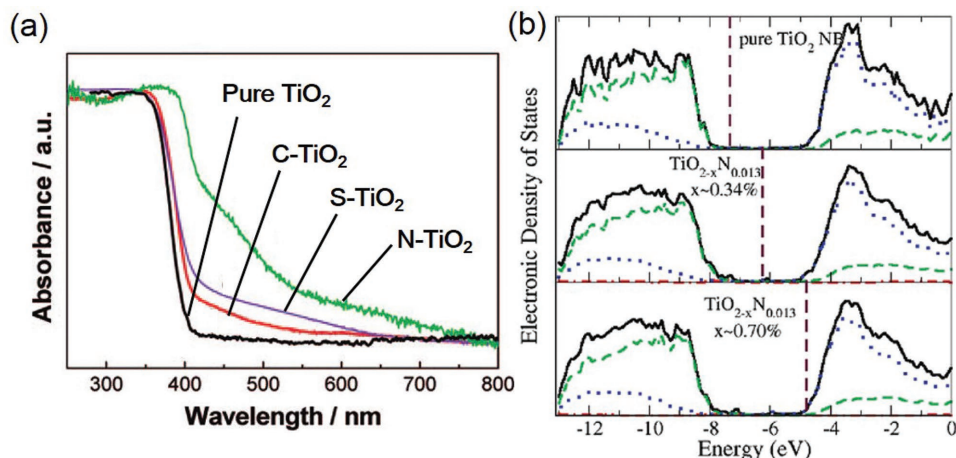 (a)
Absorbance / a.u.
Pure TiO2
C-TiO2
S-TiO2
N-TiO2
300 400 500 600 700 800
Wavelength / nm
(b)
Electronic Density of States
pure TiO2 NP
TiO2-xN0.013
x~0.34%
TiO2-xN0.013
x~0.70%
-12 -10 -8 -6 -4 -2 0
Energy (eV)